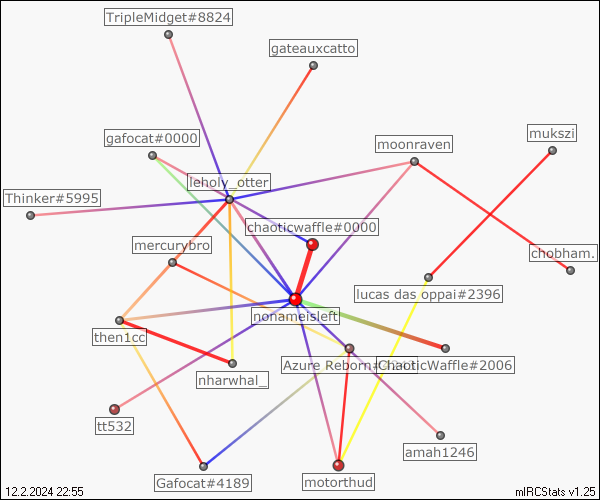 TripleMidget#8824
gateauxcatto
mukszi
gafocat#0000
moonraven
leholy_otter
Thinker#5995
chaoticwaffle#0000
mercurybro
chobham.
lucas das oppai#2396
nonameisleft
then1cc
Azure Reborn
ChaoticWaffle#2006
nharwhal_
tt532
amah1246
Gafocat#4189
motorthud
12.2.2024 22:55
mIRCStats v1.25